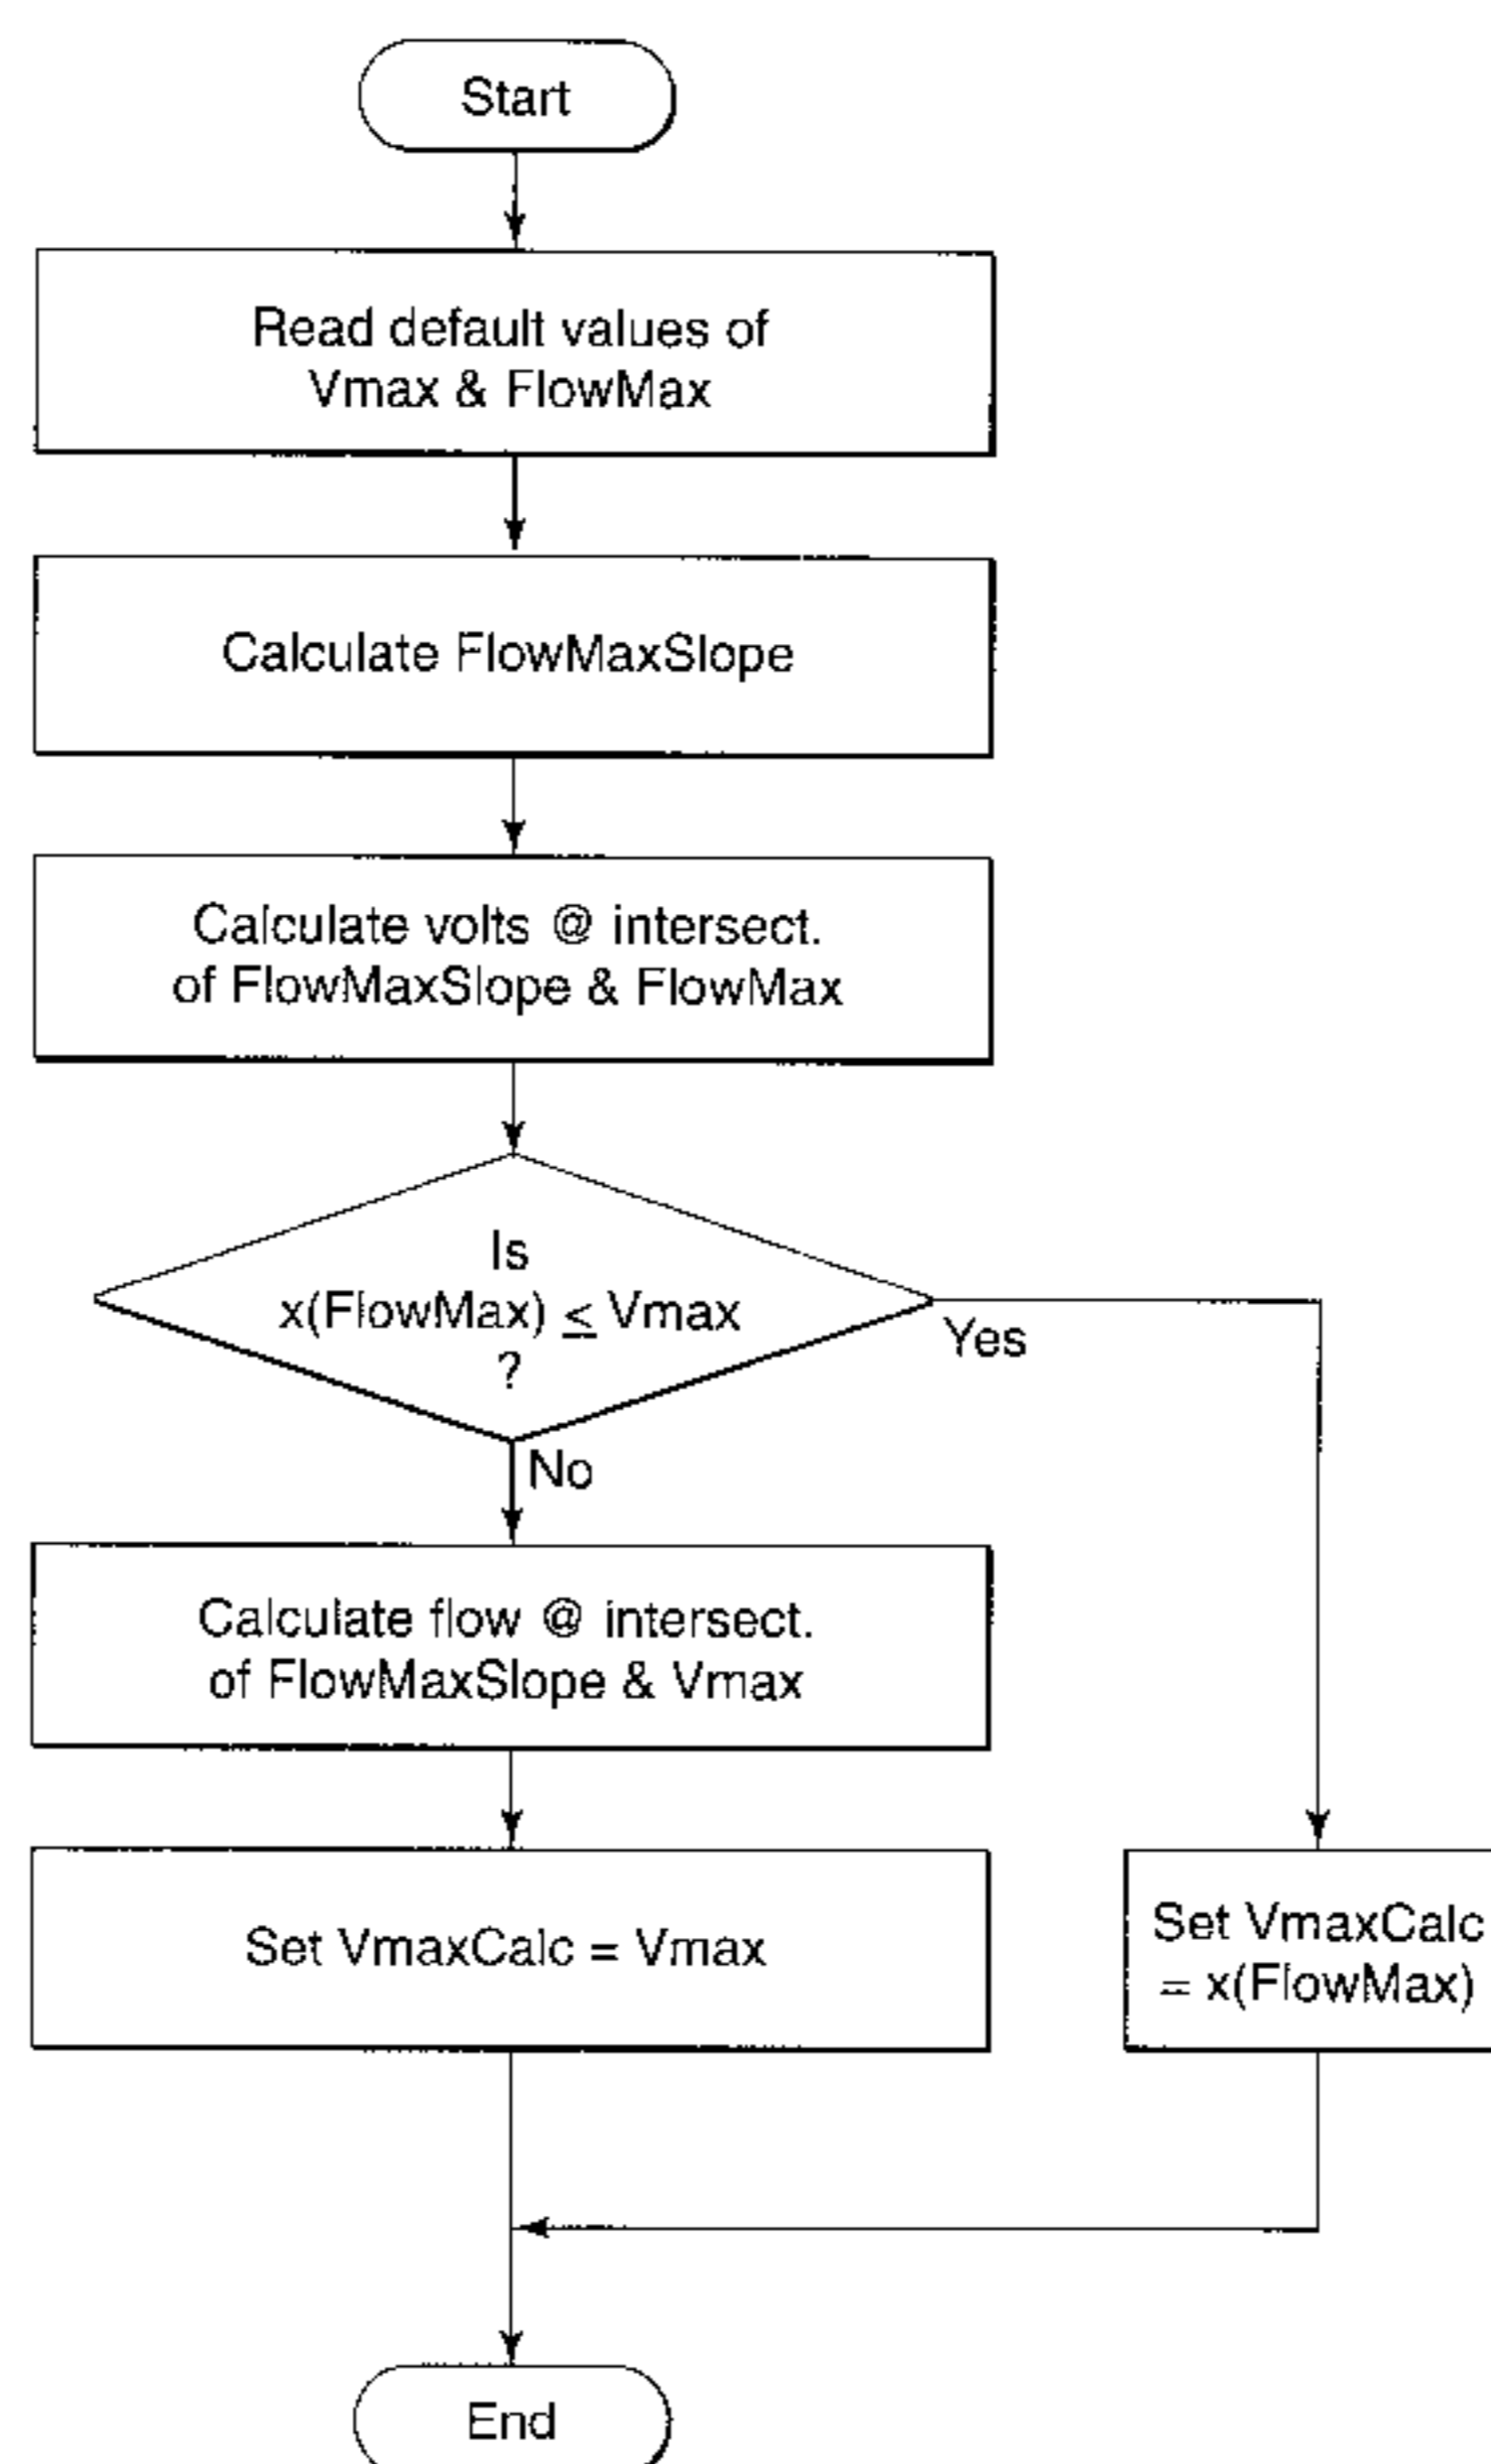 Start
Read default values of
Vmax & FlowMax
Calculate FlowMaxSlope
Calculate volts @ intersect.
of FlowMaxSlope & FlowMax
Is
x(FlowMax) ≤ Vmax
?
Yes
No
Calculate flow @ intersect.
of FlowMaxSlope & Vmax
Set VmaxCalc = Vmax
Set VmaxCalc
= x(FlowMax)
End